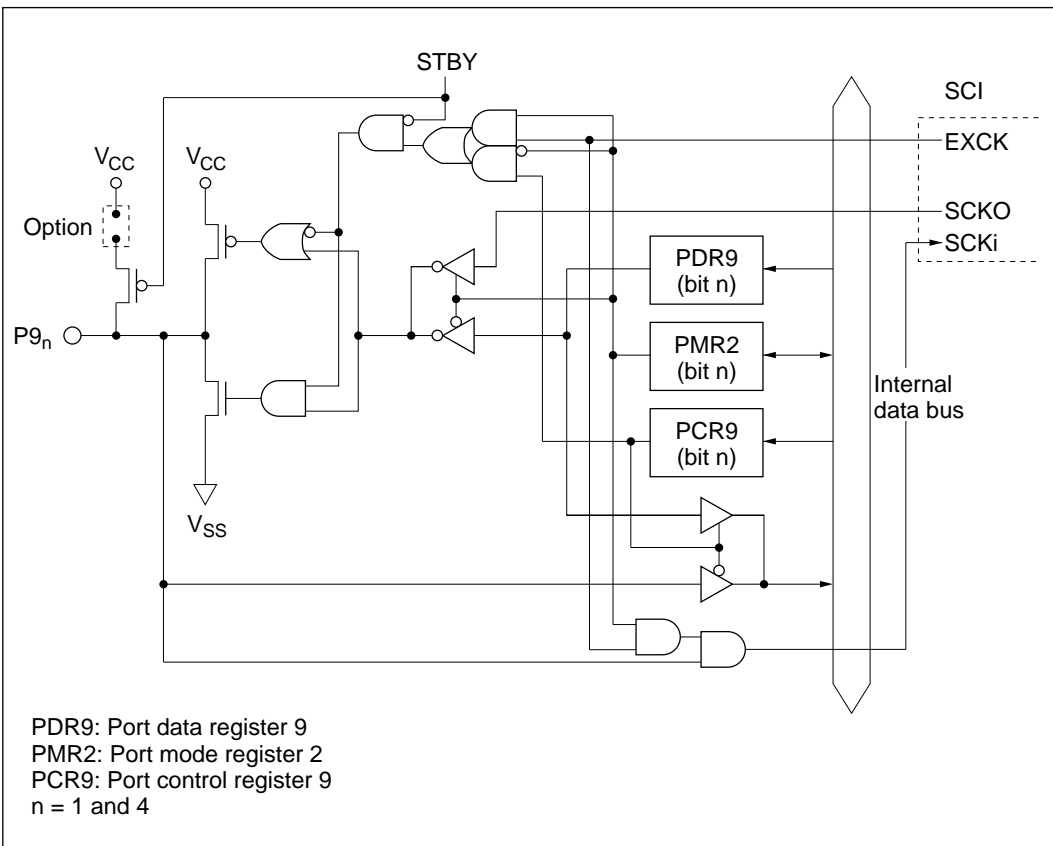 STBY
SCI
EXCK
VCC
VCC
Option
SCKO
SCKi
PDR9
(bit n)
P9n
PMR2
(bit n)
Internal
data bus
PCR9
(bit n)
VSS
PDR9: Port data register 9
PMR2: Port mode register 2
PCR9: Port control register 9
n = 1 and 4